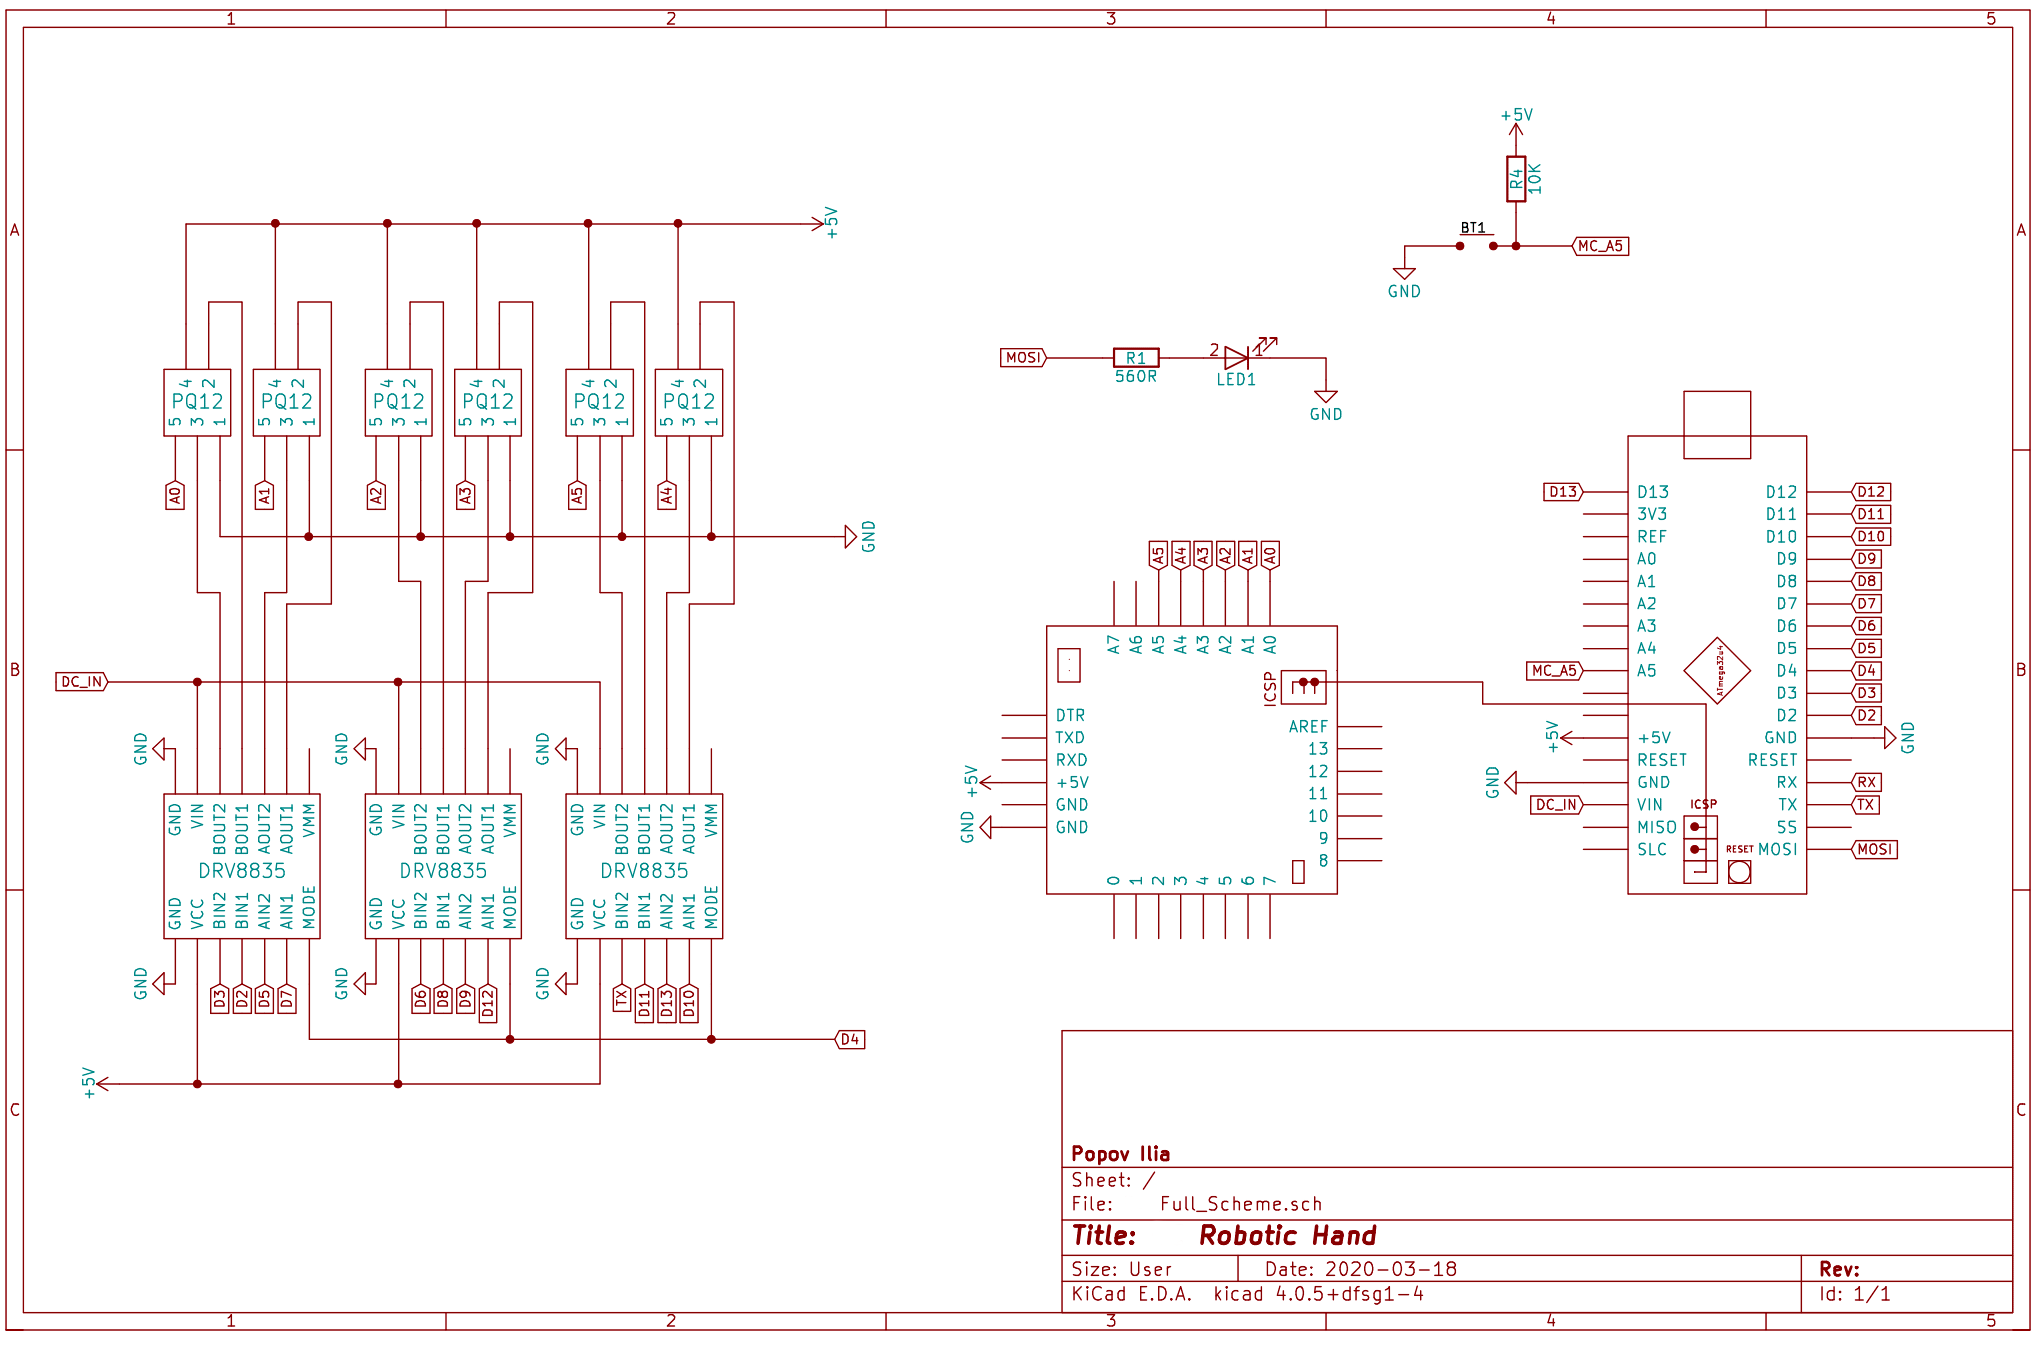 1 2 3 4 5
A A
+5V
R4 10K
BT1
MC_A5
GND
+5V
MOSI R1 2 1
560R LED1
GND
4 2 4 2 4 2 4 2 4 2 4 2
PQ12 PQ12 PQ12 PQ12 PQ12 PQ12
5 3 1 5 3 1 5 3 1 5 3 1 5 3 1 5 3 1
A0 A1 A2 A3 A5 A4
GND
A5 A4 A3 A2 A1 A0
A7 A6 A5 A4 A3 A2 A1 A0
ICSP
DTR AREF
TXD 13
RXD 12
+5V +5V 11
GND 10
GND GND 9
8
0 1 2 3 4 5 6 7
D13 D13 D12 D12
3V3 D11 D11
REF D10 D10
A0 D9 D9
A1 D8 D8
A2 D7 D7
A3 D6 D6
A4 D5 D5
MC_A5 A5 D4 D4
D3 D3
D2 D2
+5V +5V GND GND
RESET RESET
GND GND RX RX
DC_IN VIN TX TX
MISO SS
SLC MOSI MOSI
ATmega32u4
ICSP
RESET
B B
DC_IN
GND GND GND
GND VIN BOUT2 BOUT1 AOUT2 AOUT1 VMM
DRV8835
GND VCC BIN2 BIN1 AIN2 AIN1 MODE
GND VIN BOUT2 BOUT1 AOUT2 AOUT1 VMM
DRV8835
GND VCC BIN2 BIN1 AIN2 AIN1 MODE
GND VIN BOUT2 BOUT1 AOUT2 AOUT1 VMM
DRV8835
GND VCC BIN2 BIN1 AIN2 AIN1 MODE
GND D3 D2 D5 D7 GND D6 D8 D9 D12 GND TX D11 D13 D10
D4
+5V
C C
Popov Ilia
Sheet: /
File: Full_Scheme.sch
Title: Robotic Hand
Size: User Date: 2020-03-18 Rev:
KiCad E.D.A. kicad 4.0.5+dfsg1-4 Id: 1/1
1 2 3 4 5